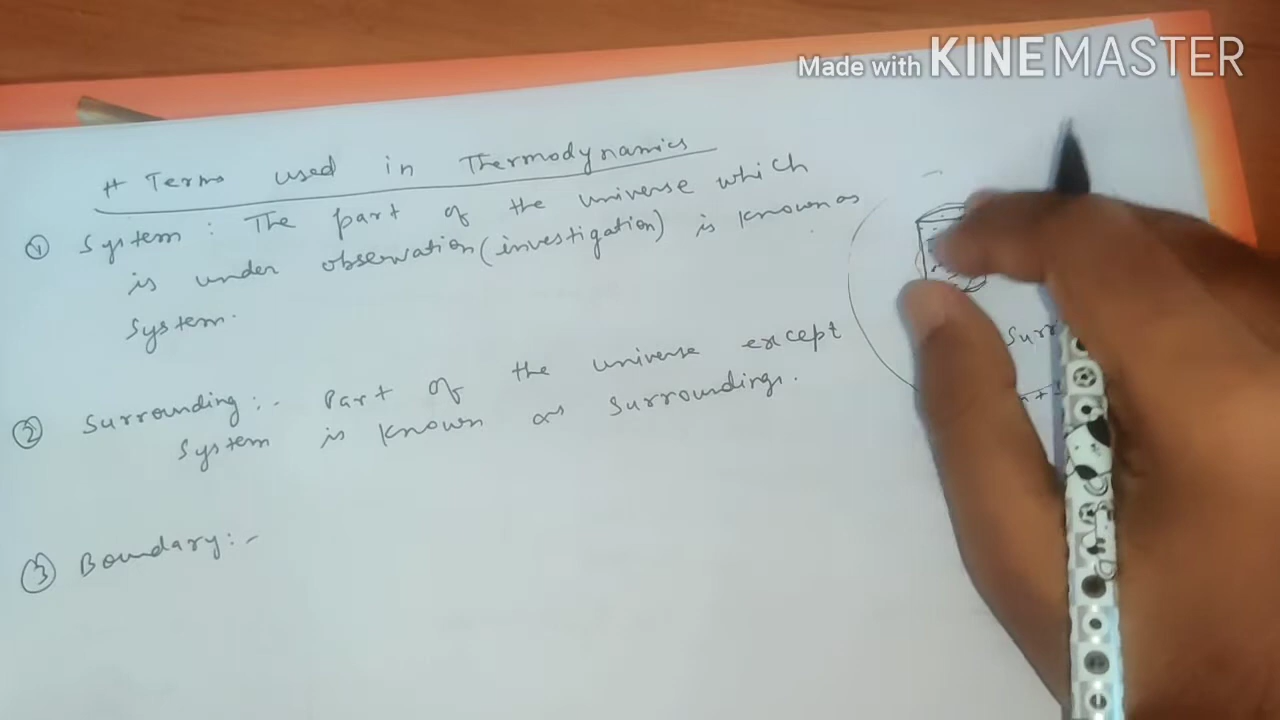 Made with KINEMASTER
# Terms used in Thermodynamics
① System : The part of the universe which
is under observation (investigation) is known as
System.
② Surrounding :- Part of the universe except
System is known as Surroundings.
③ Boundary :-
Surr